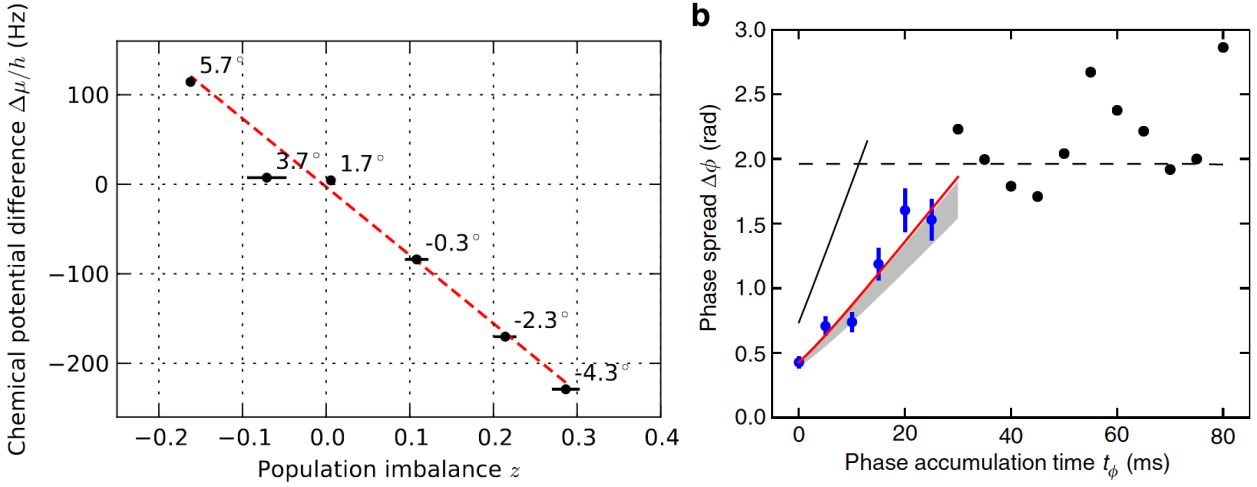 Chemical potential difference Δμ/h (Hz)
100
0
−100
−200
5.7°
3.7°
1.7°
-0.3°
-2.3°
-4.3°
−0.2 −0.1 0.0 0.1 0.2 0.3 0.4
Population imbalance z
b
Phase spread Δϕ (rad)
3.0
2.5
2.0
1.5
1.0
0.5
0.0
0 20 40 60 80
Phase accumulation time tϕ (ms)